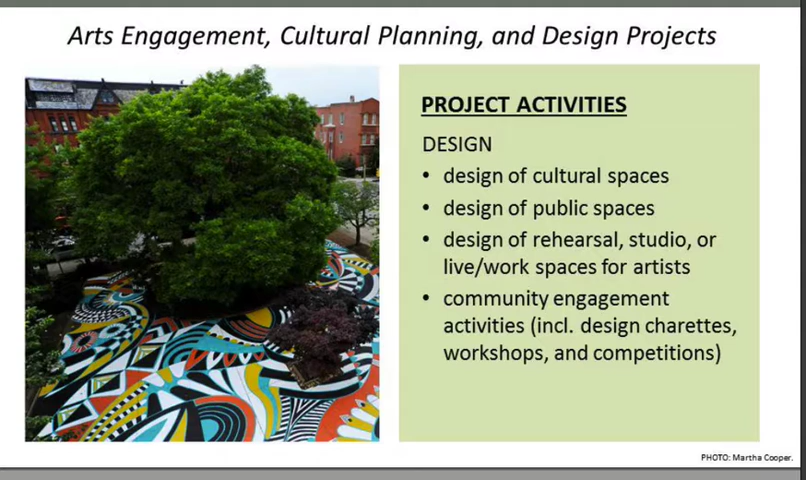 Arts Engagement, Cultural Planning, and Design Projects
PROJECT ACTIVITIES
DESIGN
• design of cultural spaces
• design of public spaces
• design of rehearsal, studio, or
live/work spaces for artists
• community engagement
activities (incl. design charettes,
workshops, and competitions)
PHOTO: Martha Cooper.